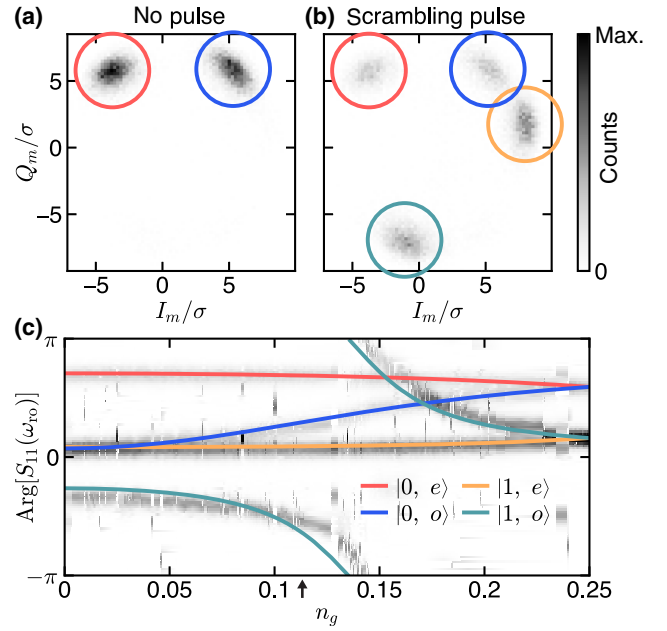 (a) No pulse
(b) Scrambling pulse
Max.
Counts
0
Q_m/σ
5
0
−5
−5 0 5
I_m/σ
−5 0 5
I_m/σ
(c)
π
0
−π
Arg[S_11(ω_ro)]
|0, e⟩ |1, e⟩
|0, o⟩ |1, o⟩
0 0.05 0.1 0.15 0.2 0.25
n_g